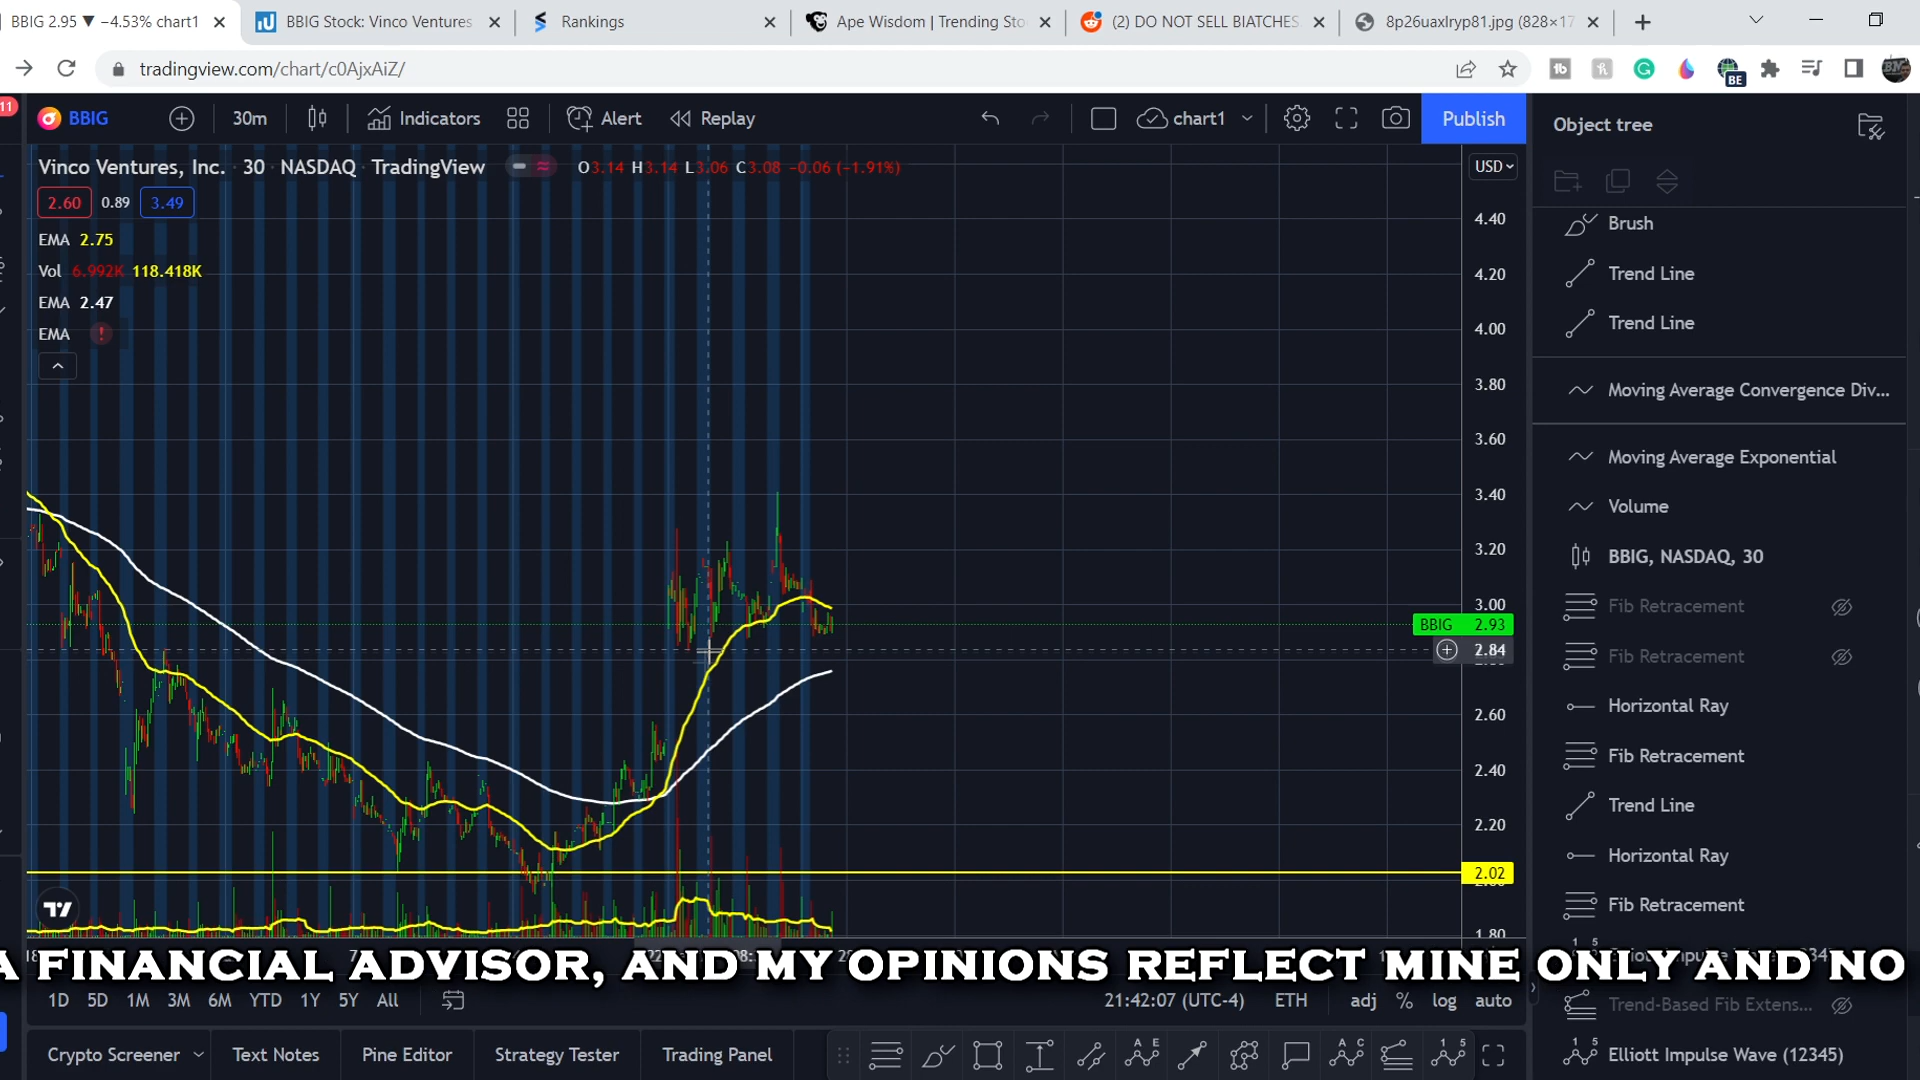 BBIG 2.95 ▼ −4.53% chart1
BBIG Stock: Vinco Ventures
Rankings
Ape Wisdom | Trending Sto
(2) DO NOT SELL BIATCHES
8p26uaxlryp81.jpg (828×17
tradingview.com/chart/c0AjxAiZ/
BE
11
BBIG
30m
Indicators
Alert
Replay
chart1
Publish
Object tree
Vinco Ventures, Inc. · 30 · NASDAQ · TradingView
O3.14 H3.14 L3.06 C3.08 −0.06 (−1.91%)
USD
2.60 0.89 3.49
EMA 2.75
Vol 6.992K 118.418K
EMA 2.47
EMA !
4.40
4.20
4.00
3.80
3.60
3.40
3.20
3.00
BBIG 2.93
2.84
2.60
2.40
2.20
2.02
1.80
Brush
Trend Line
Trend Line
Moving Average Convergence Div...
Moving Average Exponential
Volume
BBIG, NASDAQ, 30
Fib Retracement
Fib Retracement
Horizontal Ray
Fib Retracement
Trend Line
Horizontal Ray
Fib Retracement
Trend-Based Fib Extens...
Elliott Impulse Wave (12345)
A FINANCIAL ADVISOR, AND MY OPINIONS REFLECT MINE ONLY AND NO
1D 5D 1M 3M 6M YTD 1Y 5Y All
21:42:07 (UTC-4) ETH adj % log auto
Crypto Screener
Text Notes
Pine Editor
Strategy Tester
Trading Panel